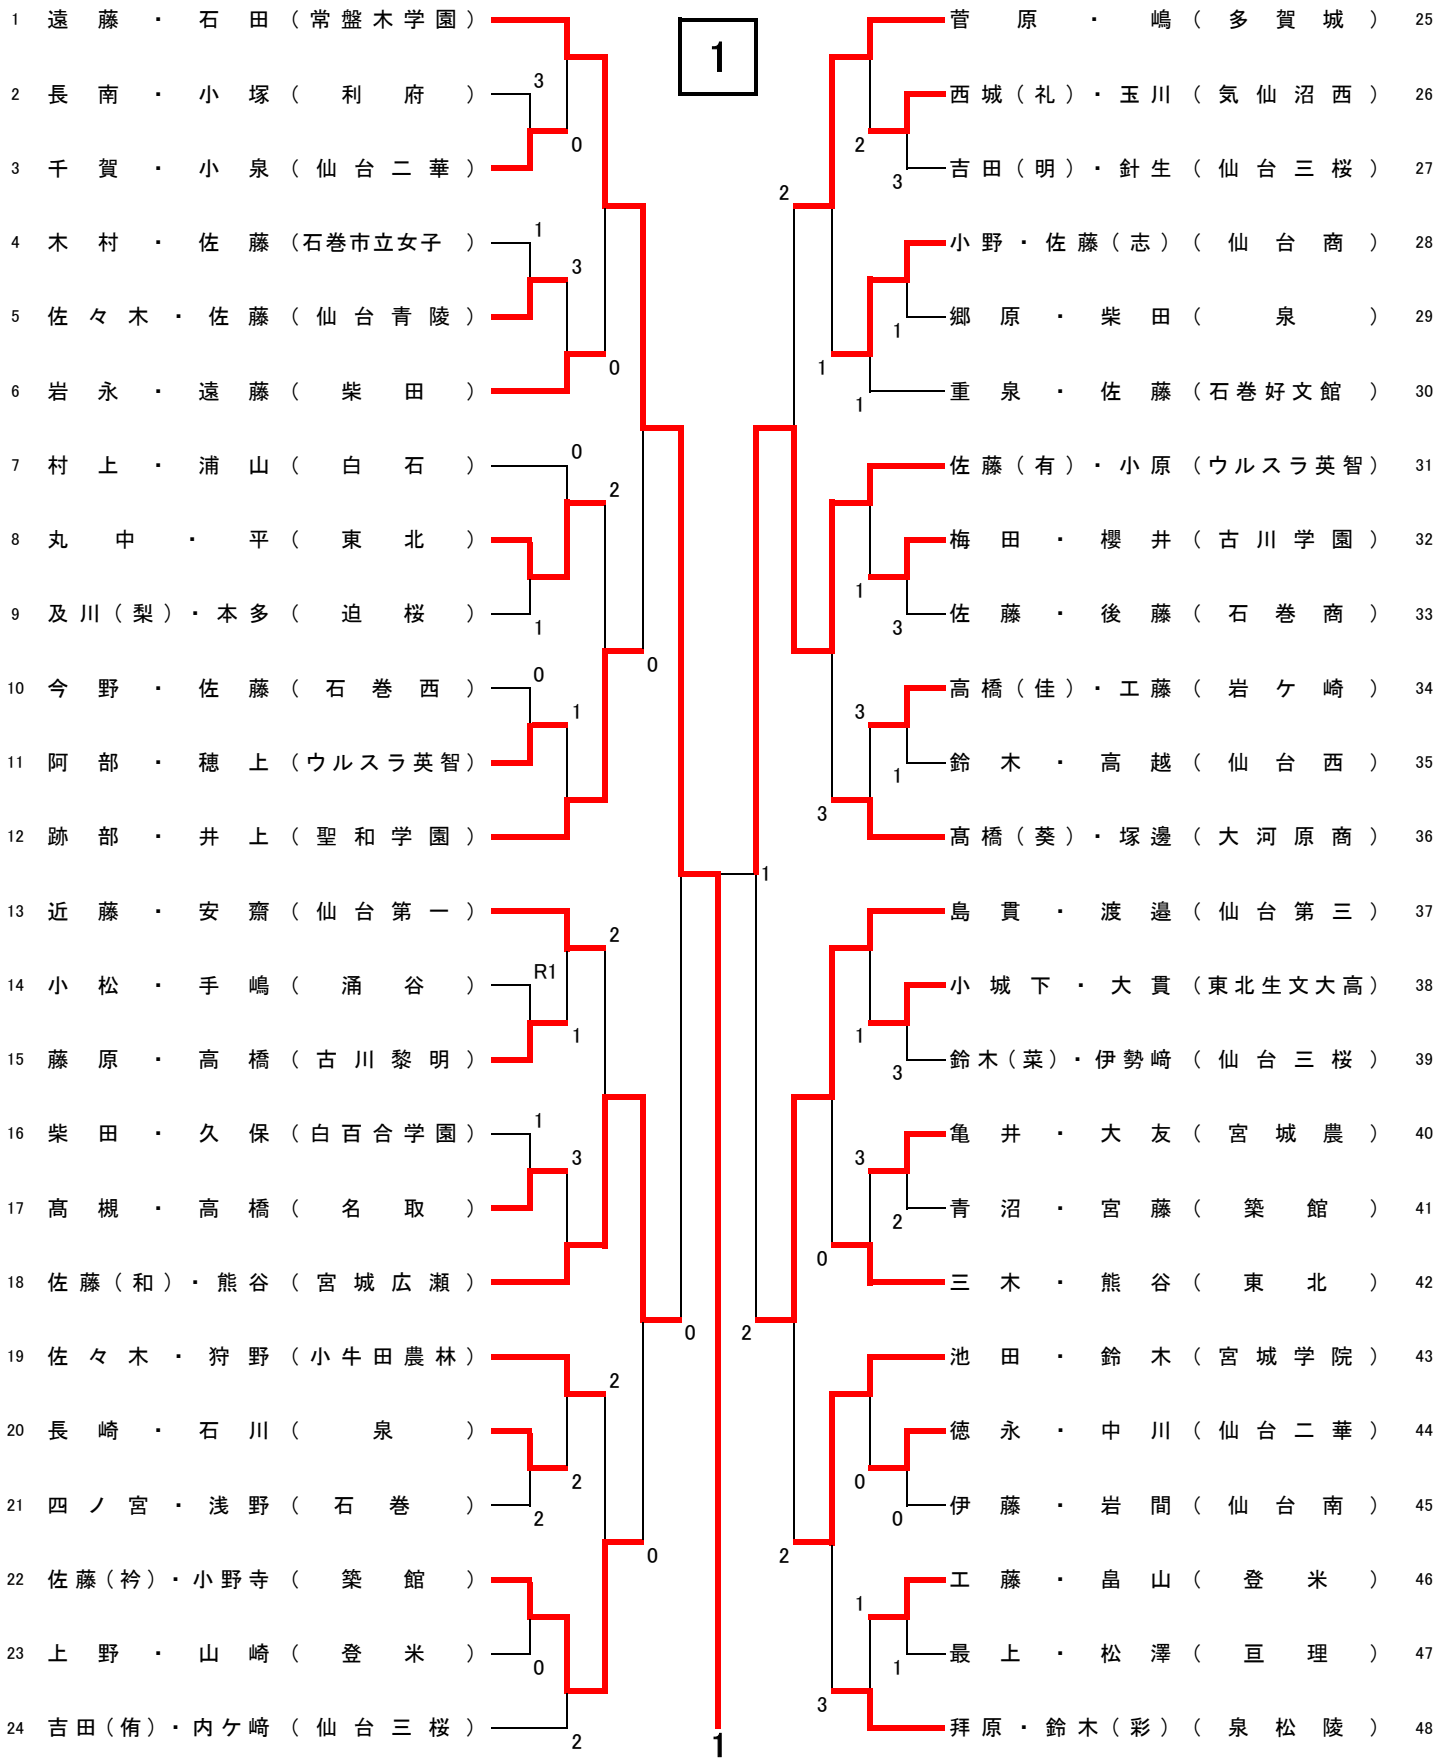 1
1 遠藤・石田（常盤木学園）
3
2 長南・小塚（利府）
0
3 千賀・小泉（仙台二華）
1
4 木村・佐藤（石巻市立女子）
3
5 佐々木・佐藤（仙台青陵）
0
6 岩永・遠藤（柴田）
0
7 村上・浦山（白石）
2
8 丸中・平（東北）
9 及川（梨）・本多（迫桜）
1
0
0
10 今野・佐藤（石巻西）
1
11 阿部・穂上（ウルスラ英智）
12 跡部・井上（聖和学園）
13 近藤・安齋（仙台第一）
2
R1
14 小松・手嶋（涌谷）
1
15 藤原・高橋（古川黎明）
1
16 柴田・久保（白百合学園）
3
17 髙槻・高橋（名取）
18 佐藤（和）・熊谷（宮城広瀬）
0
19 佐々木・狩野（小牛田農林）
2
20 長崎・石川（泉）
2
21 四ノ宮・浅野（石巻）
2
0
22 佐藤（衿）・小野寺（築館）
23 上野・山崎（登米）
0
24 吉田（侑）・内ケ﨑（仙台三桜）
2
1
1
菅原・嶋（多賀城） 25
西城（礼）・玉川（気仙沼西） 26
2
吉田（明）・針生（仙台三桜） 27
3
2
小野・佐藤（志）（仙台商） 28
郷原・柴田（泉） 29
1
1
重泉・佐藤（石巻好文館） 30
1
佐藤（有）・小原（ウルスラ英智） 31
梅田・櫻井（古川学園） 32
1
佐藤・後藤（石巻商） 33
3
高橋（佳）・工藤（岩ケ崎） 34
3
鈴木・高越（仙台西） 35
1
3
髙橋（葵）・塚邊（大河原商） 36
島貫・渡邉（仙台第三） 37
小城下・大貫（東北生文大高） 38
1
鈴木（菜）・伊勢﨑（仙台三桜） 39
3
亀井・大友（宮城農） 40
3
青沼・宮藤（築館） 41
2
0
三木・熊谷（東北） 42
2
池田・鈴木（宮城学院） 43
徳永・中川（仙台二華） 44
0
伊藤・岩間（仙台南） 45
0
2
工藤・畠山（登米） 46
1
最上・松澤（亘理） 47
1
3
拝原・鈴木（彩）（泉松陵） 48